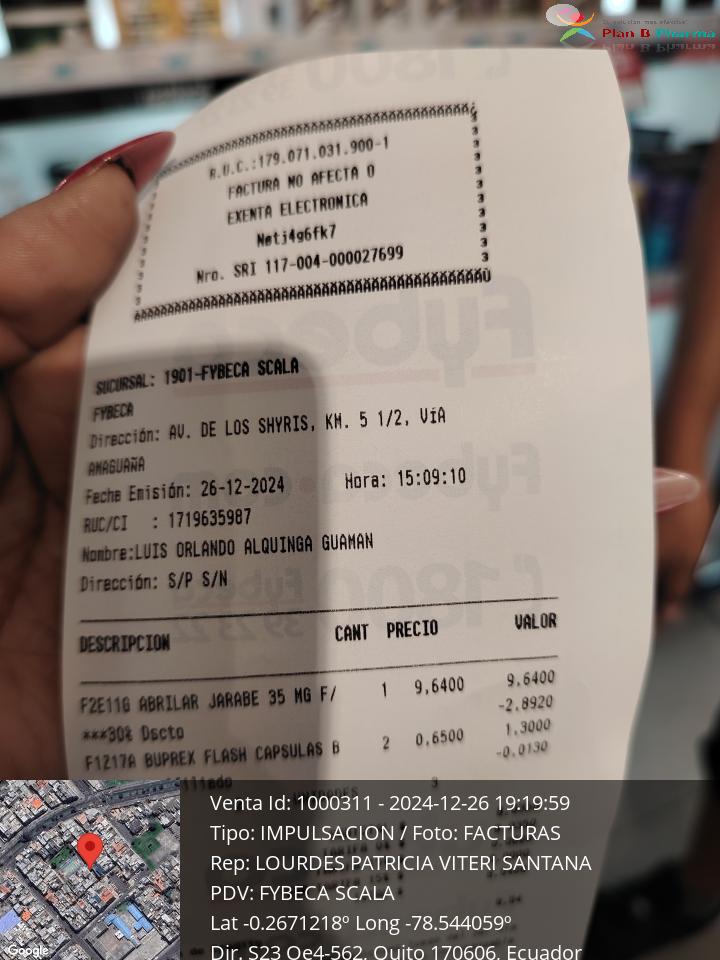 Plan B Pharma
R.U.C.:179.071.031.900-1
FACTURA NO AFECTA O
EXENTA ELECTRONICA
Netj4g6fk7
Nro. SRI 117-004-000027699
SUCURSAL: 1901-FYBECA SCALA
FYBECA
Dirección: AV. DE LOS SHYRIS, KM. 5 1/2, VíA
AMAGUAÑA
Fecha Emisión: 26-12-2024 Hora: 15:09:10
RUC/CI : 1719635987
Nombre:LUIS ORLANDO ALQUINGA GUAMAN
Dirección: S/P S/N
DESCRIPCION CANT PRECIO VALOR
F2E11G ABRILAR JARABE 35 MG F/ 1 9,6400 9.6400
***30% Dscto -2.8920
F1217A BUPREX FLASH CAPSULAS B 2 0,6500 1.3000
-0.0130
Venta Id: 1000311 - 2024-12-26 19:19:59
Tipo: IMPULSACION / Foto: FACTURAS
Rep: LOURDES PATRICIA VITERI SANTANA
PDV: FYBECA SCALA
Lat -0.2671218º Long -78.544059º
Dir. S23 Oe4-562, Quito 170606, Ecuador
Google